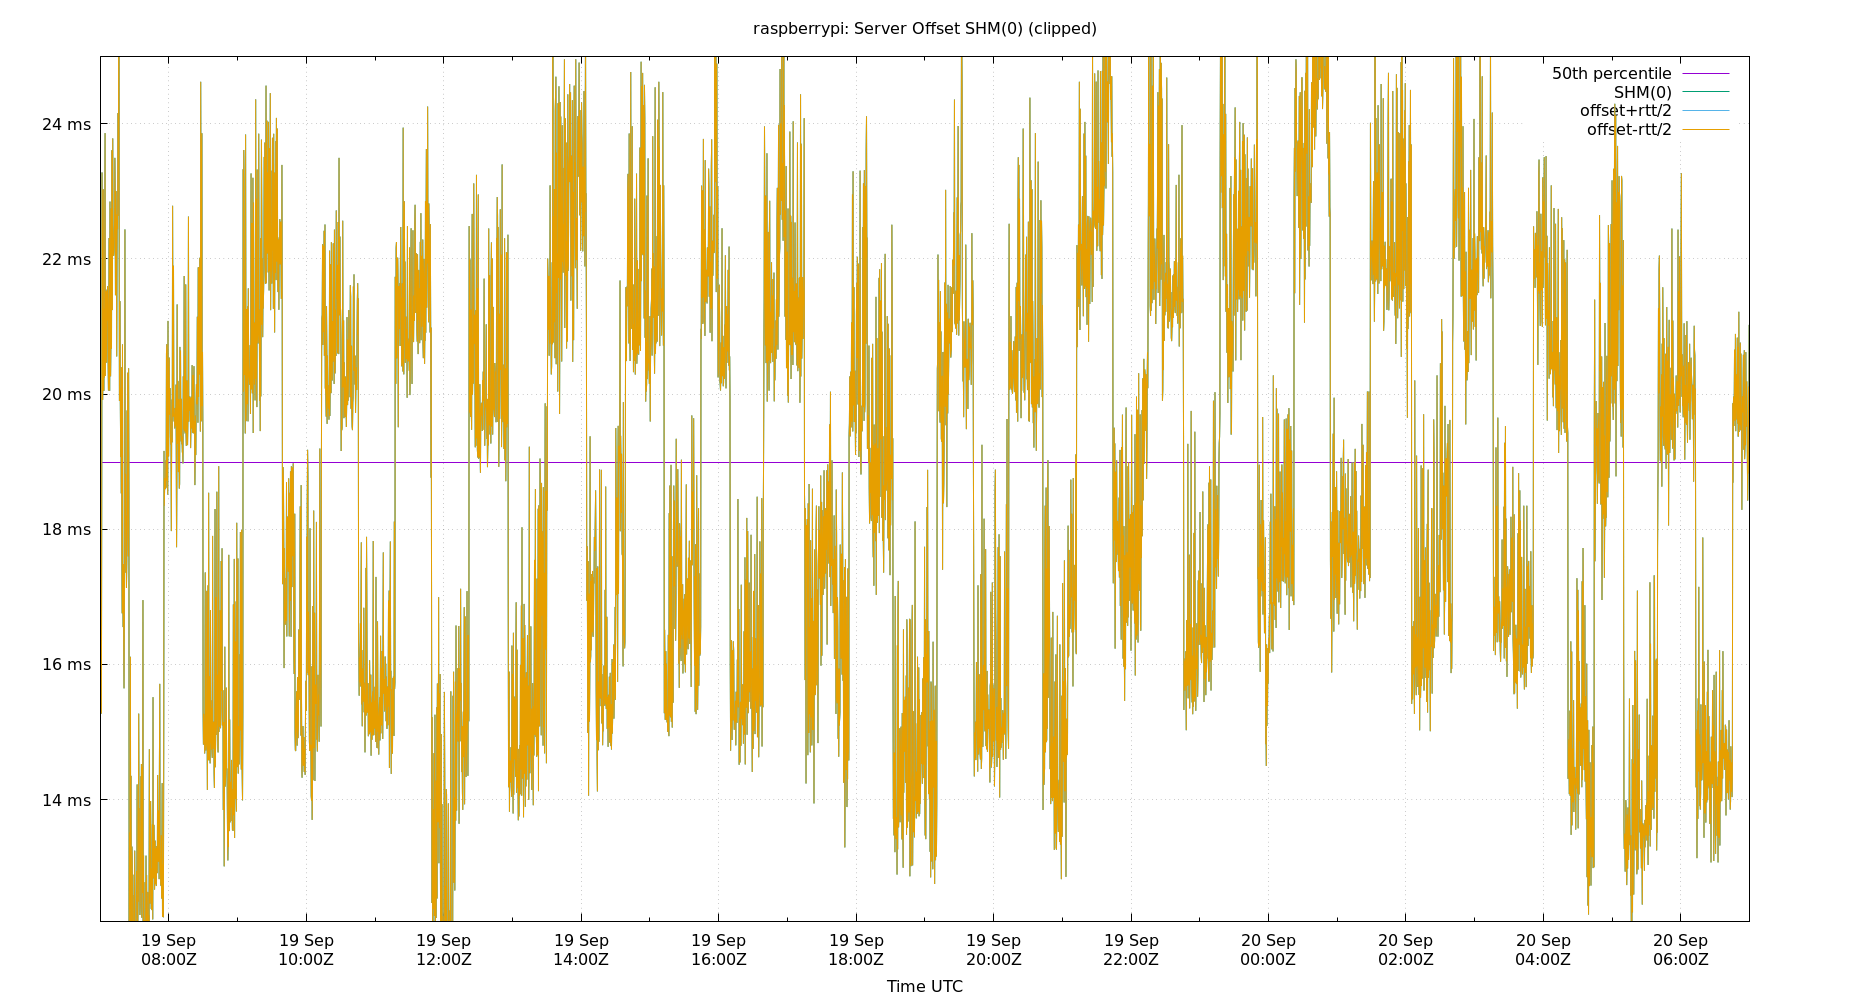 raspberrypi: Server Offset SHM(0) (clipped)
50th percentile
SHM(0)
offset+rtt/2
offset-rtt/2
24 ms
22 ms
20 ms
18 ms
16 ms
14 ms
19 Sep 19 Sep 19 Sep 19 Sep 19 Sep 19 Sep 19 Sep 19 Sep 20 Sep 20 Sep 20 Sep 20 Sep
08:00Z 10:00Z 12:00Z 14:00Z 16:00Z 18:00Z 20:00Z 22:00Z 00:00Z 02:00Z 04:00Z 06:00Z
Time UTC